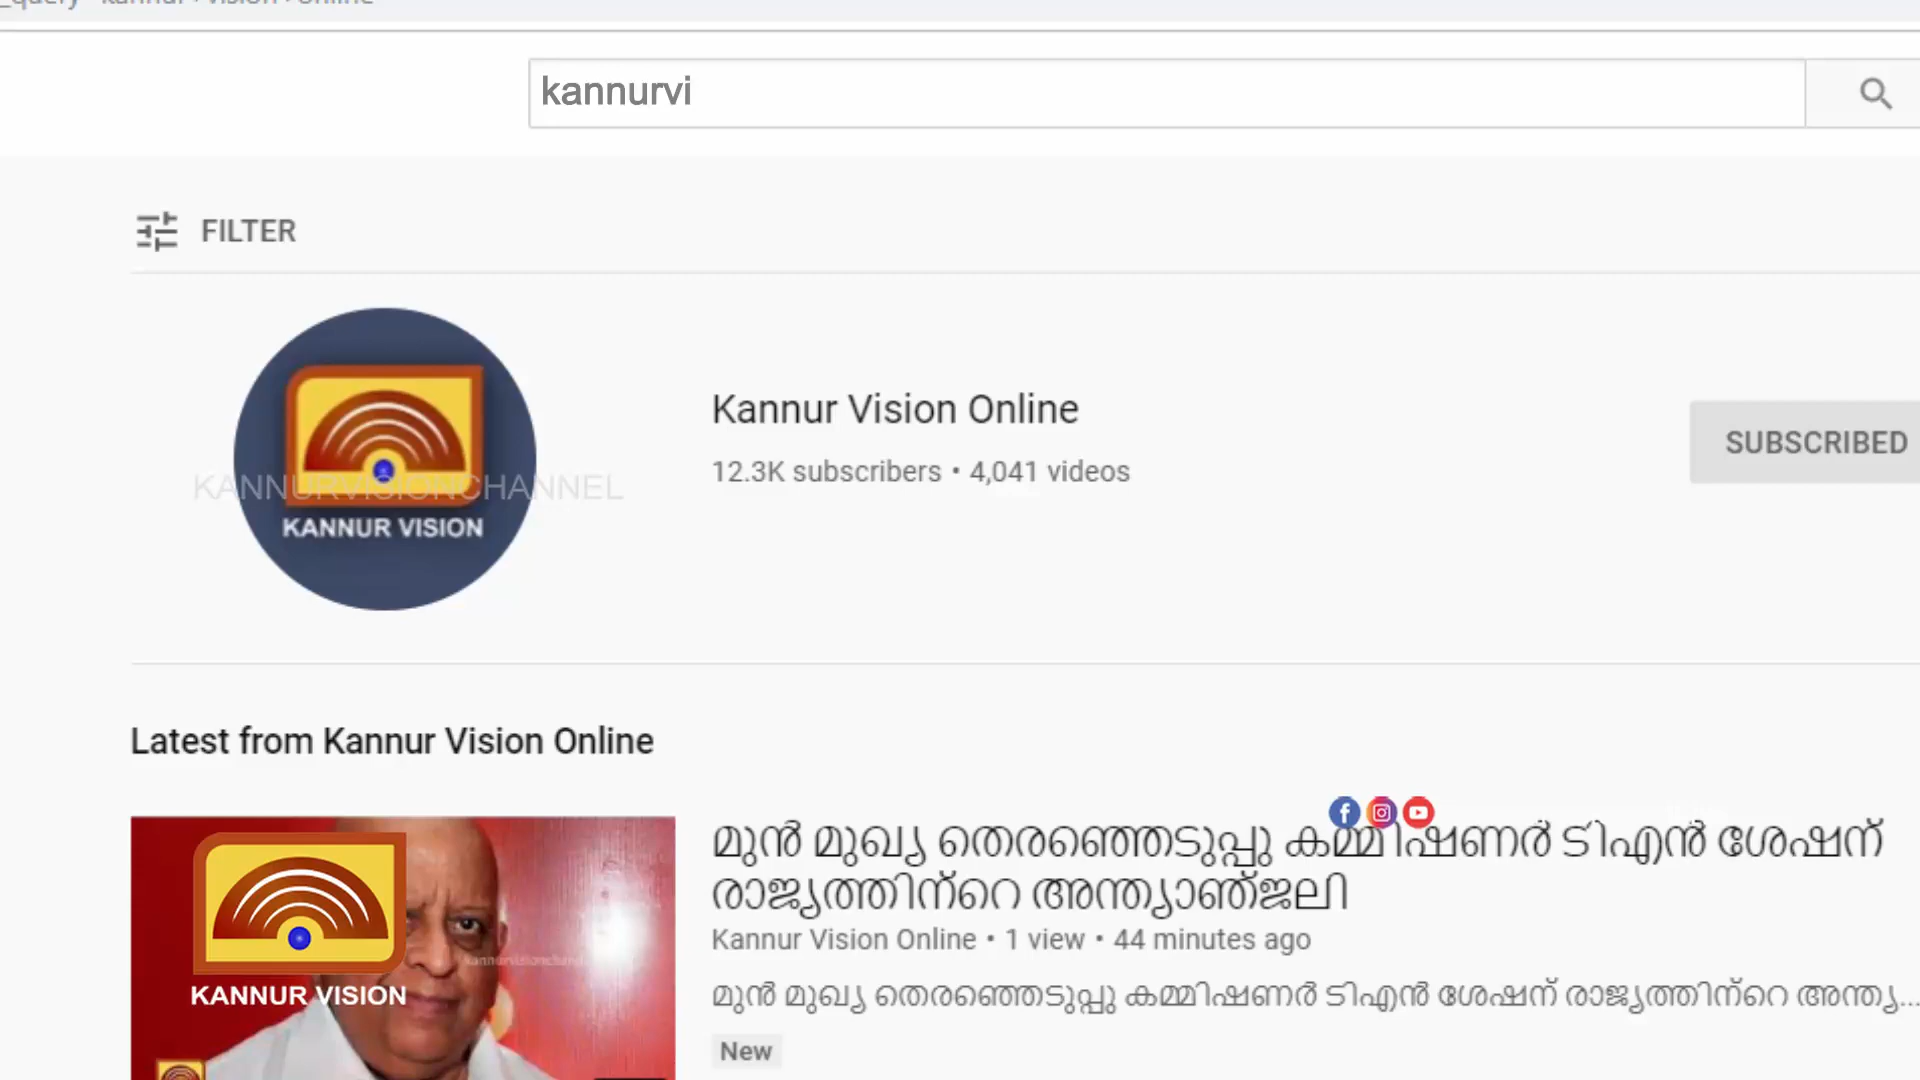 kannurvi
FILTER
KANNURVISIONCHANNEL
KANNUR VISION
Kannur Vision Online
12.3K subscribers • 4,041 videos
SUBSCRIBED
Latest from Kannur Vision Online
മുൻ മുഖ്യ തെരഞ്ഞെടുപ്പു കമ്മിഷണർ ടിഎൻ ശേഷന്
രാജ്യത്തിന്റെ അന്ത്യാഞ്ജലി
Kannur Vision Online • 1 view • 44 minutes ago
മുൻ മുഖ്യ തെരഞ്ഞെടുപ്പു കമ്മിഷണർ ടിഎൻ ശേഷന് രാജ്യത്തിന്റെ അന്ത്യ...
New
KANNUR VISION
kannurvisionchannel